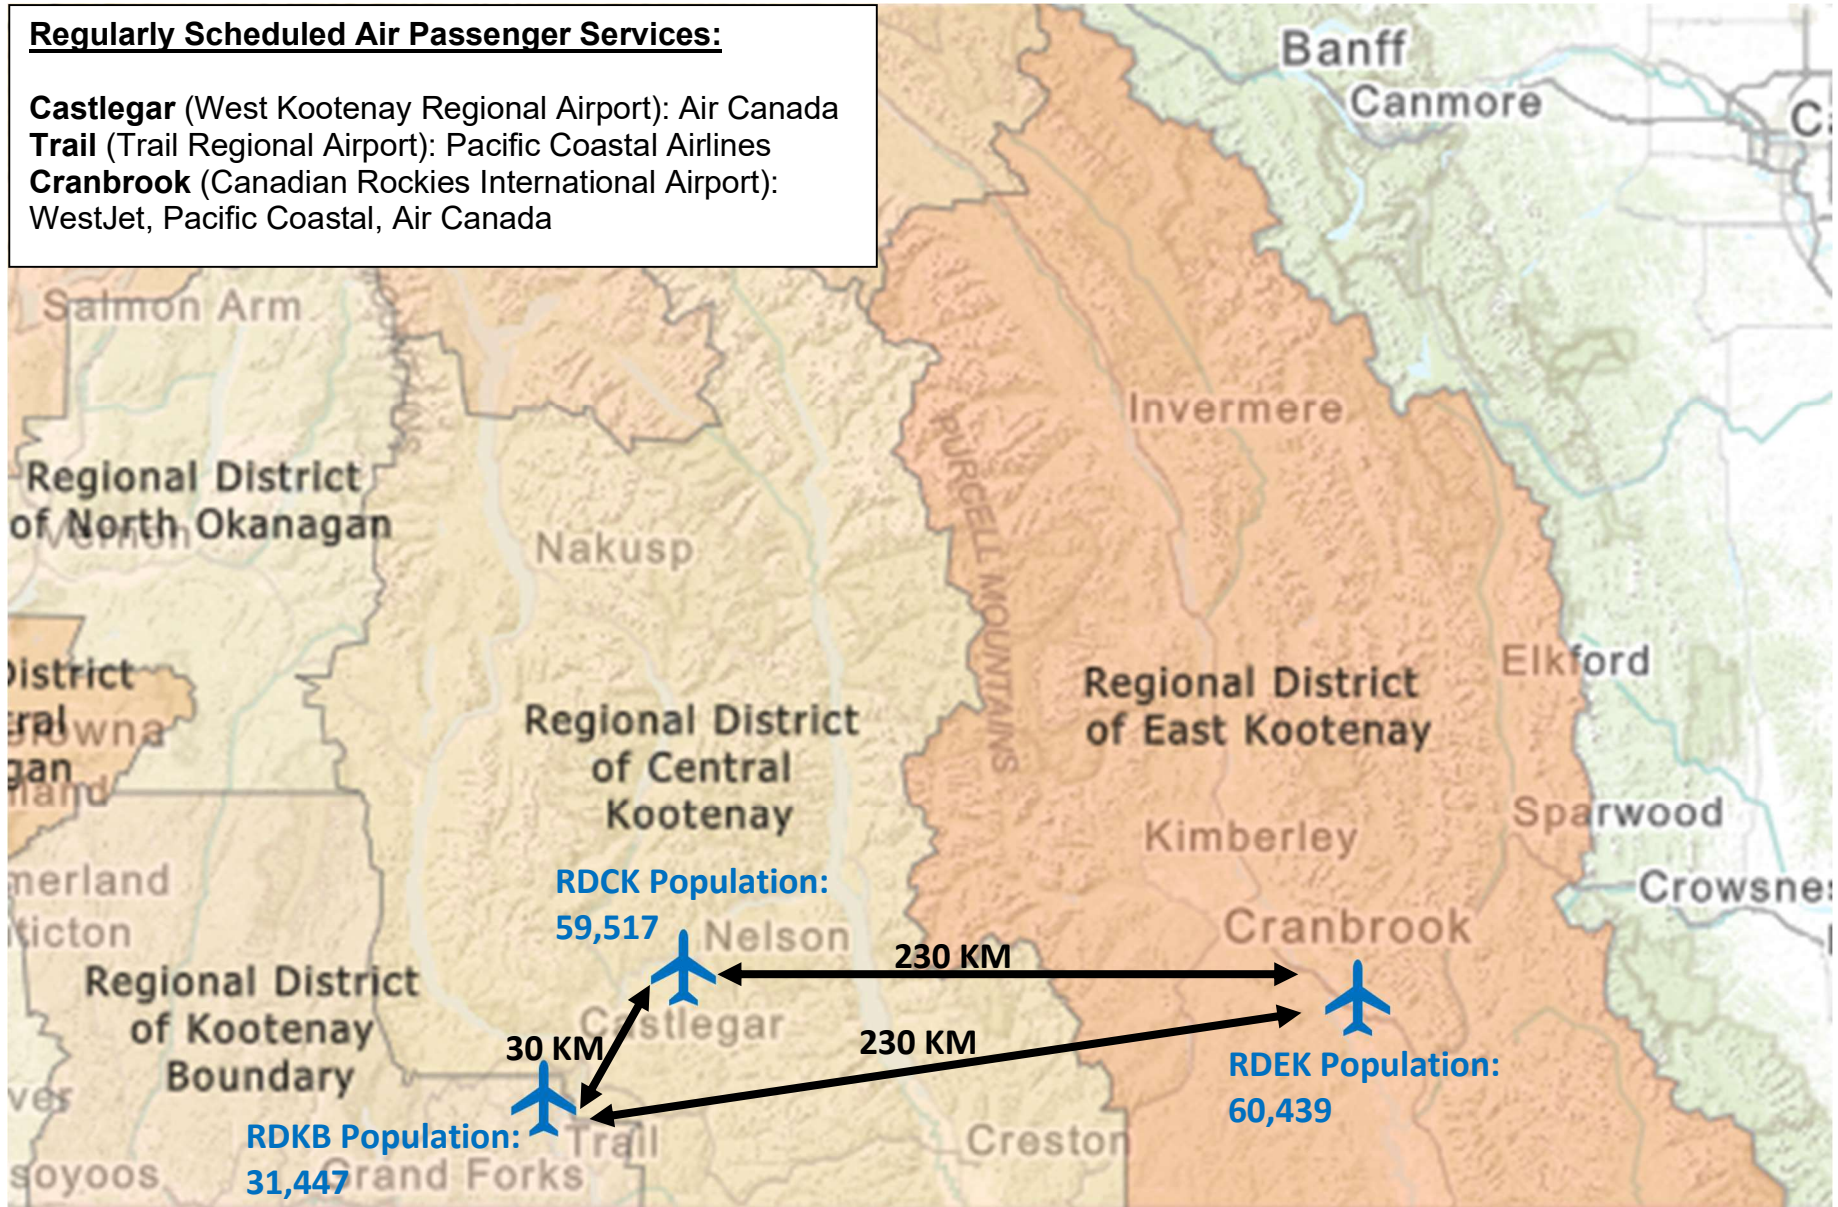 Regularly Scheduled Air Passenger Services:
Castlegar (West Kootenay Regional Airport): Air Canada
Trail (Trail Regional Airport): Pacific Coastal Airlines
Cranbrook (Canadian Rockies International Airport):
WestJet, Pacific Coastal, Air Canada
Banff
Canmore
Salmon Arm
Invermere
PURCELL MOUNTAINS
Regional District
of North Okanagan
Vernon
Nakusp
Elkford
District
Regional District
of East Kootenay
Regional District
of Central
Kootenay
Sparwood
Kimberley
RDCK Population:
59,517
Crowsnes
Nelson
Cranbrook
230 KM
Regional District
of Kootenay
Boundary
Castlegar
30 KM
230 KM
RDEK Population:
60,439
RDKB Population:
31,447
Trail
Creston
Grand Forks
soyoos